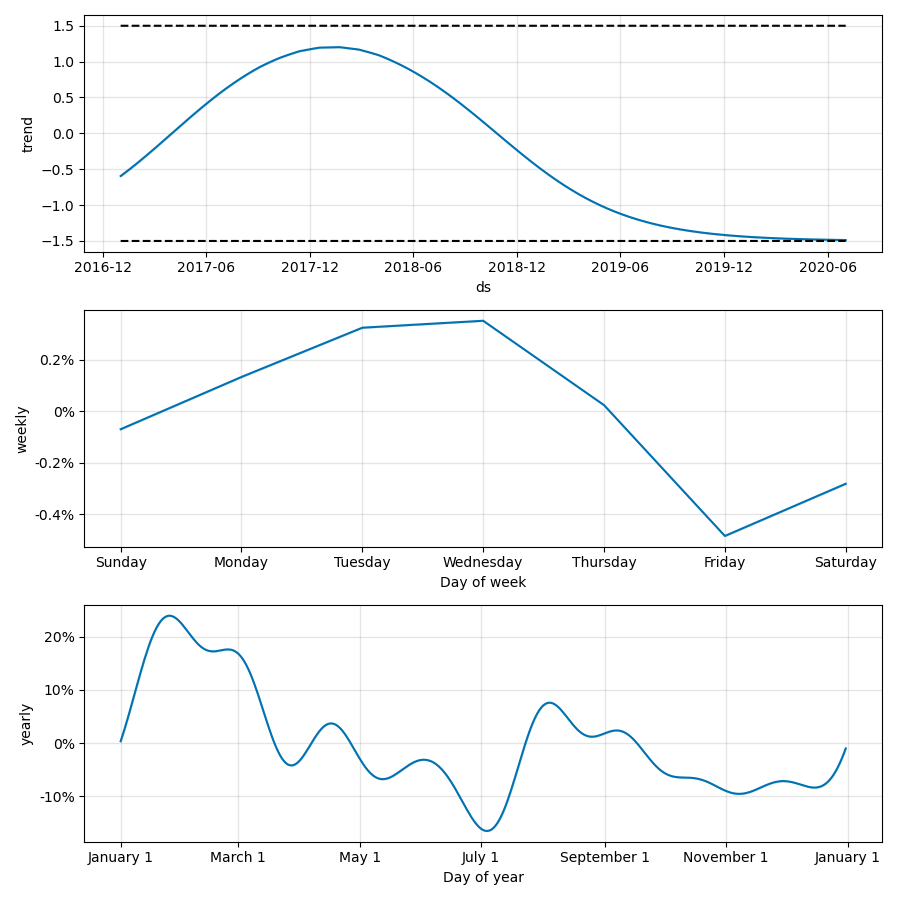 1.5
1.0
0.5
0.0
−0.5
−1.0
−1.5
trend
2016-12 2017-06 2017-12 2018-06 2018-12 2019-06 2019-12 2020-06
ds
0.2%
0%
-0.2%
-0.4%
weekly
Sunday Monday Tuesday Wednesday Thursday Friday Saturday
Day of week
20%
10%
0%
-10%
yearly
January 1 March 1 May 1 July 1 September 1 November 1 January 1
Day of year